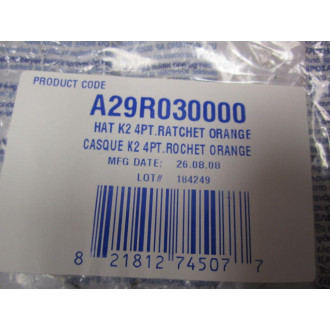 PRODUCT CODE
A29R030000
HAT K2 4PT.RATCHET ORANGE
CASQUE K2 4PT.ROCHET ORANGE
MFG DATE: 26.08.08
LOT# 184249
8 21812 74507 7